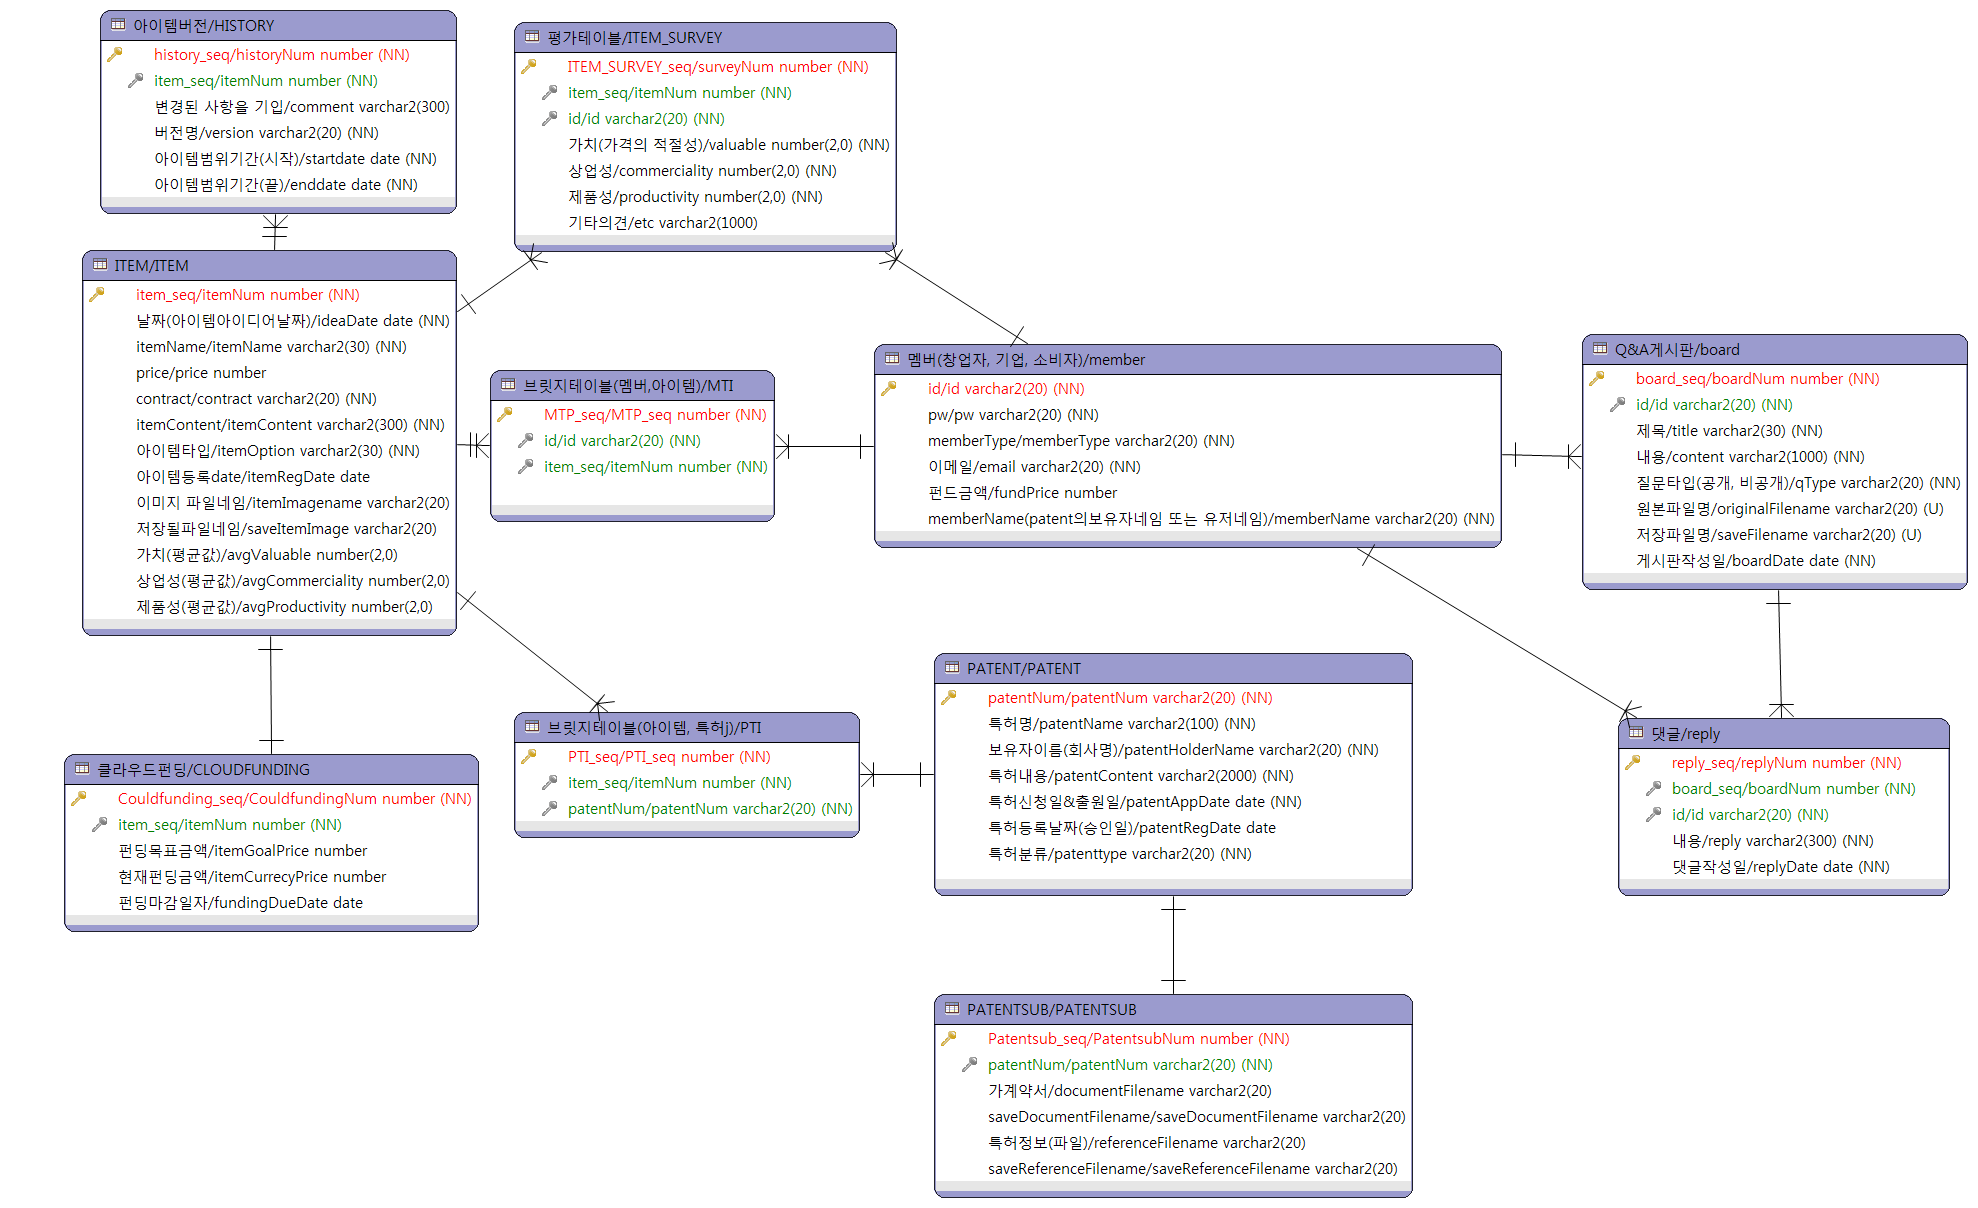 아이템버전/HISTORY
history_seq/historyNum number (NN)
item_seq/itemNum number (NN)
변경된 사항을 기입/comment varchar2(300)
버전명/version varchar2(20) (NN)
아이템범위기간(시작)/startdate date (NN)
아이템범위기간(끝)/enddate date (NN)
평가테이블/ITEM_SURVEY
ITEM_SURVEY_seq/surveyNum number (NN)
item_seq/itemNum number (NN)
id/id varchar2(20) (NN)
가치(가격의 적절성)/valuable number(2,0) (NN)
상업성/commerciality number(2,0) (NN)
제품성/productivity number(2,0) (NN)
기타의견/etc varchar2(1000)
ITEM/ITEM
item_seq/itemNum number (NN)
날짜(아이템아이디어날짜)/ideaDate date (NN)
itemName/itemName varchar2(30) (NN)
price/price number
contract/contract varchar2(20) (NN)
itemContent/itemContent varchar2(300) (NN)
아이템타입/itemOption varchar2(30) (NN)
아이템등록date/itemRegDate date
이미지 파일네임/itemImagename varchar2(20)
저장될파일네임/saveItemImage varchar2(20)
가치(평균값)/avgValuable number(2,0)
상업성(평균값)/avgCommerciality number(2,0)
제품성(평균값)/avgProductivity number(2,0)
브릿지테이블(멤버,아이템)/MTI
MTP_seq/MTP_seq number (NN)
id/id varchar2(20) (NN)
item_seq/itemNum number (NN)
멤버(창업자, 기업, 소비자)/member
id/id varchar2(20) (NN)
pw/pw varchar2(20) (NN)
memberType/memberType varchar2(20) (NN)
이메일/email varchar2(20) (NN)
펀드금액/fundPrice number
memberName(patent의보유자네임 또는 유저네임)/memberName varchar2(20) (NN)
Q&A게시판/board
board_seq/boardNum number (NN)
id/id varchar2(20) (NN)
제목/title varchar2(30) (NN)
내용/content varchar2(1000) (NN)
질문타입(공개, 비공개)/qType varchar2(20) (NN)
원본파일명/originalFilename varchar2(20) (U)
저장파일명/saveFilename varchar2(20) (U)
게시판작성일/boardDate date (NN)
클라우드펀딩/CLOUDFUNDING
Couldfunding_seq/CouldfundingNum number (NN)
item_seq/itemNum number (NN)
펀딩목표금액/itemGoalPrice number
현재펀딩금액/itemCurrecyPrice number
펀딩마감일자/fundingDueDate date
브릿지테이블(아이템, 특허j)/PTI
PTI_seq/PTI_seq number (NN)
item_seq/itemNum number (NN)
patentNum/patentNum varchar2(20) (NN)
PATENT/PATENT
patentNum/patentNum varchar2(20) (NN)
특허명/patentName varchar2(100) (NN)
보유자이름(회사명)/patentHolderName varchar2(20) (NN)
특허내용/patentContent varchar2(2000) (NN)
특허신청일&출원일/patentAppDate date (NN)
특허등록날짜(승인일)/patentRegDate date
특허분류/patenttype varchar2(20) (NN)
댓글/reply
reply_seq/replyNum number (NN)
board_seq/boardNum number (NN)
id/id varchar2(20) (NN)
내용/reply varchar2(300) (NN)
댓글작성일/replyDate date (NN)
PATENTSUB/PATENTSUB
Patentsub_seq/PatentsubNum number (NN)
patentNum/patentNum varchar2(20) (NN)
가계약서/documentFilename varchar2(20)
saveDocumentFilename/saveDocumentFilename varchar2(20)
특허정보(파일)/referenceFilename varchar2(20)
saveReferenceFilename/saveReferenceFilename varchar2(20)